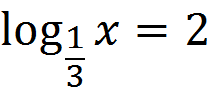 log_{1/3} x = 2